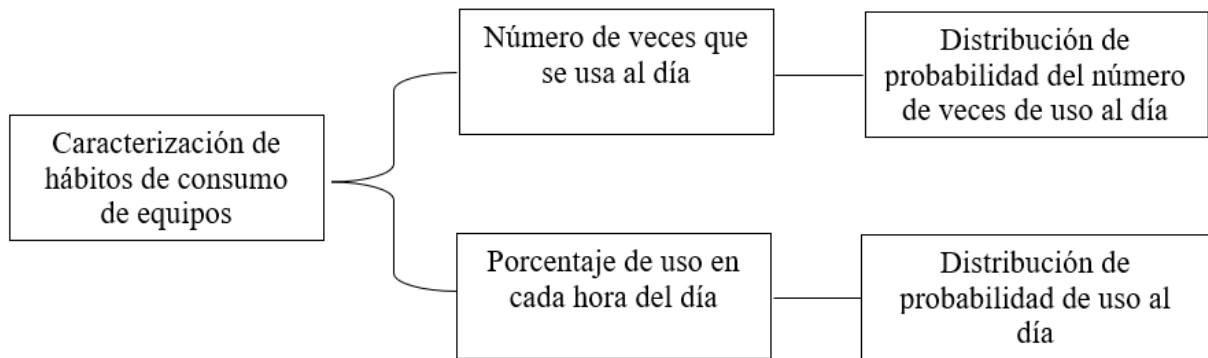 Caracterización de
hábitos de consumo
de equipos
Número de veces que
se usa al día
Distribución de
probabilidad del número
de veces de uso al día
Porcentaje de uso en
cada hora del día
Distribución de
probabilidad de uso al
día